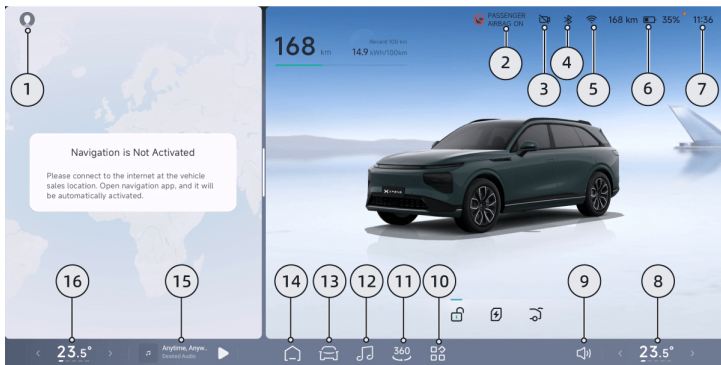 168 km
Recent 100 km
14.9 kWh/100km
PASSENGER
AIRBAG ON
168 km 35% 11:36
1
2
3
4
5
6
7
Navigation is Not Activated
Please connect to the internet at the vehicle
sales location. Open navigation app, and it will
be automatically activated.
XPENG
16
15
14
13
12
11
10
9
8
< 23.5° >
Anytime, Anyw..
Desired Audio
360
< 23.5° >